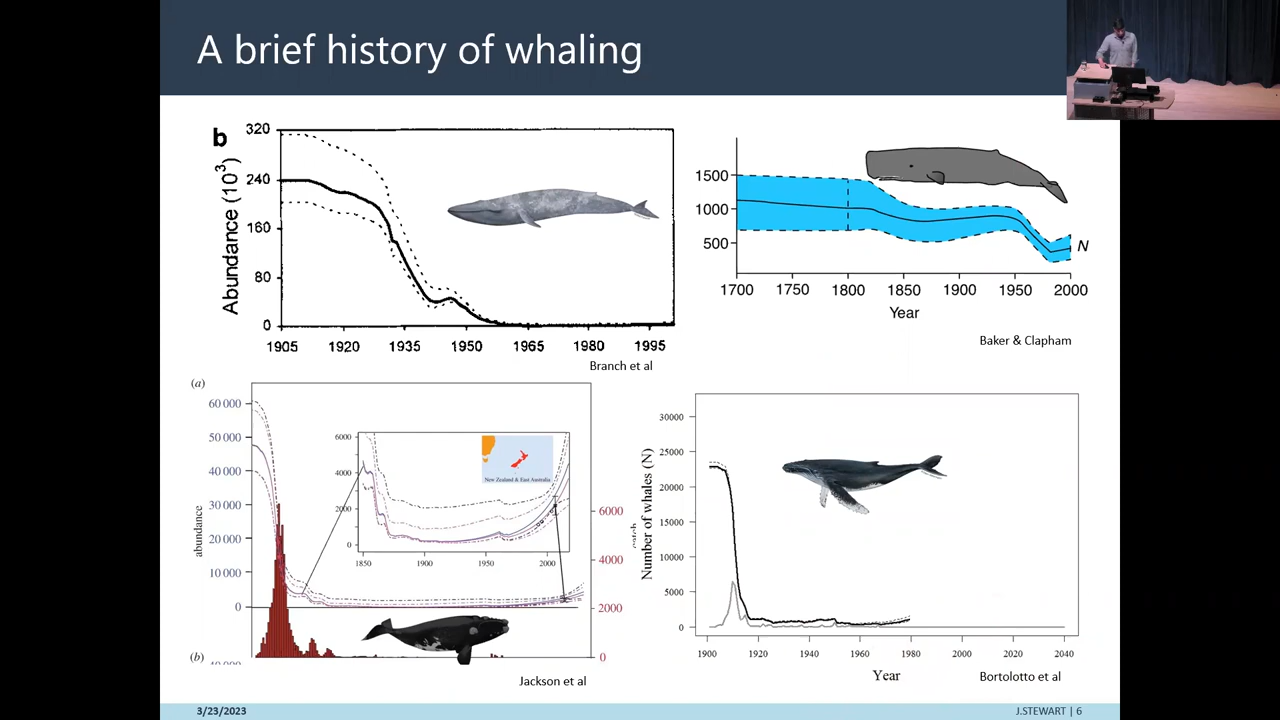 A brief history of whaling
b
Abundance (10³)
320
240
160
80
0
1905 1920 1935 1950 1965 1980 1995
Branch et al
1500
1000
500
N
1700 1750 1800 1850 1900 1950 2000
Year
Baker & Clapham
(a)
abundance
60 000
50 000
40 000
30 000
20 000
10 000
0
6000
4000
2000
0
1850 1900 1950 2000
New Zealand & East Australia
6000
4000
2000
0
catch
(b)
40 000
Jackson et al
Number of whales (N)
30000
25000
20000
15000
10000
5000
0
1900 1920 1940 1960 1980 2000 2020 2040
Year
Bortolotto et al
3/23/2023
J.STEWART | 6